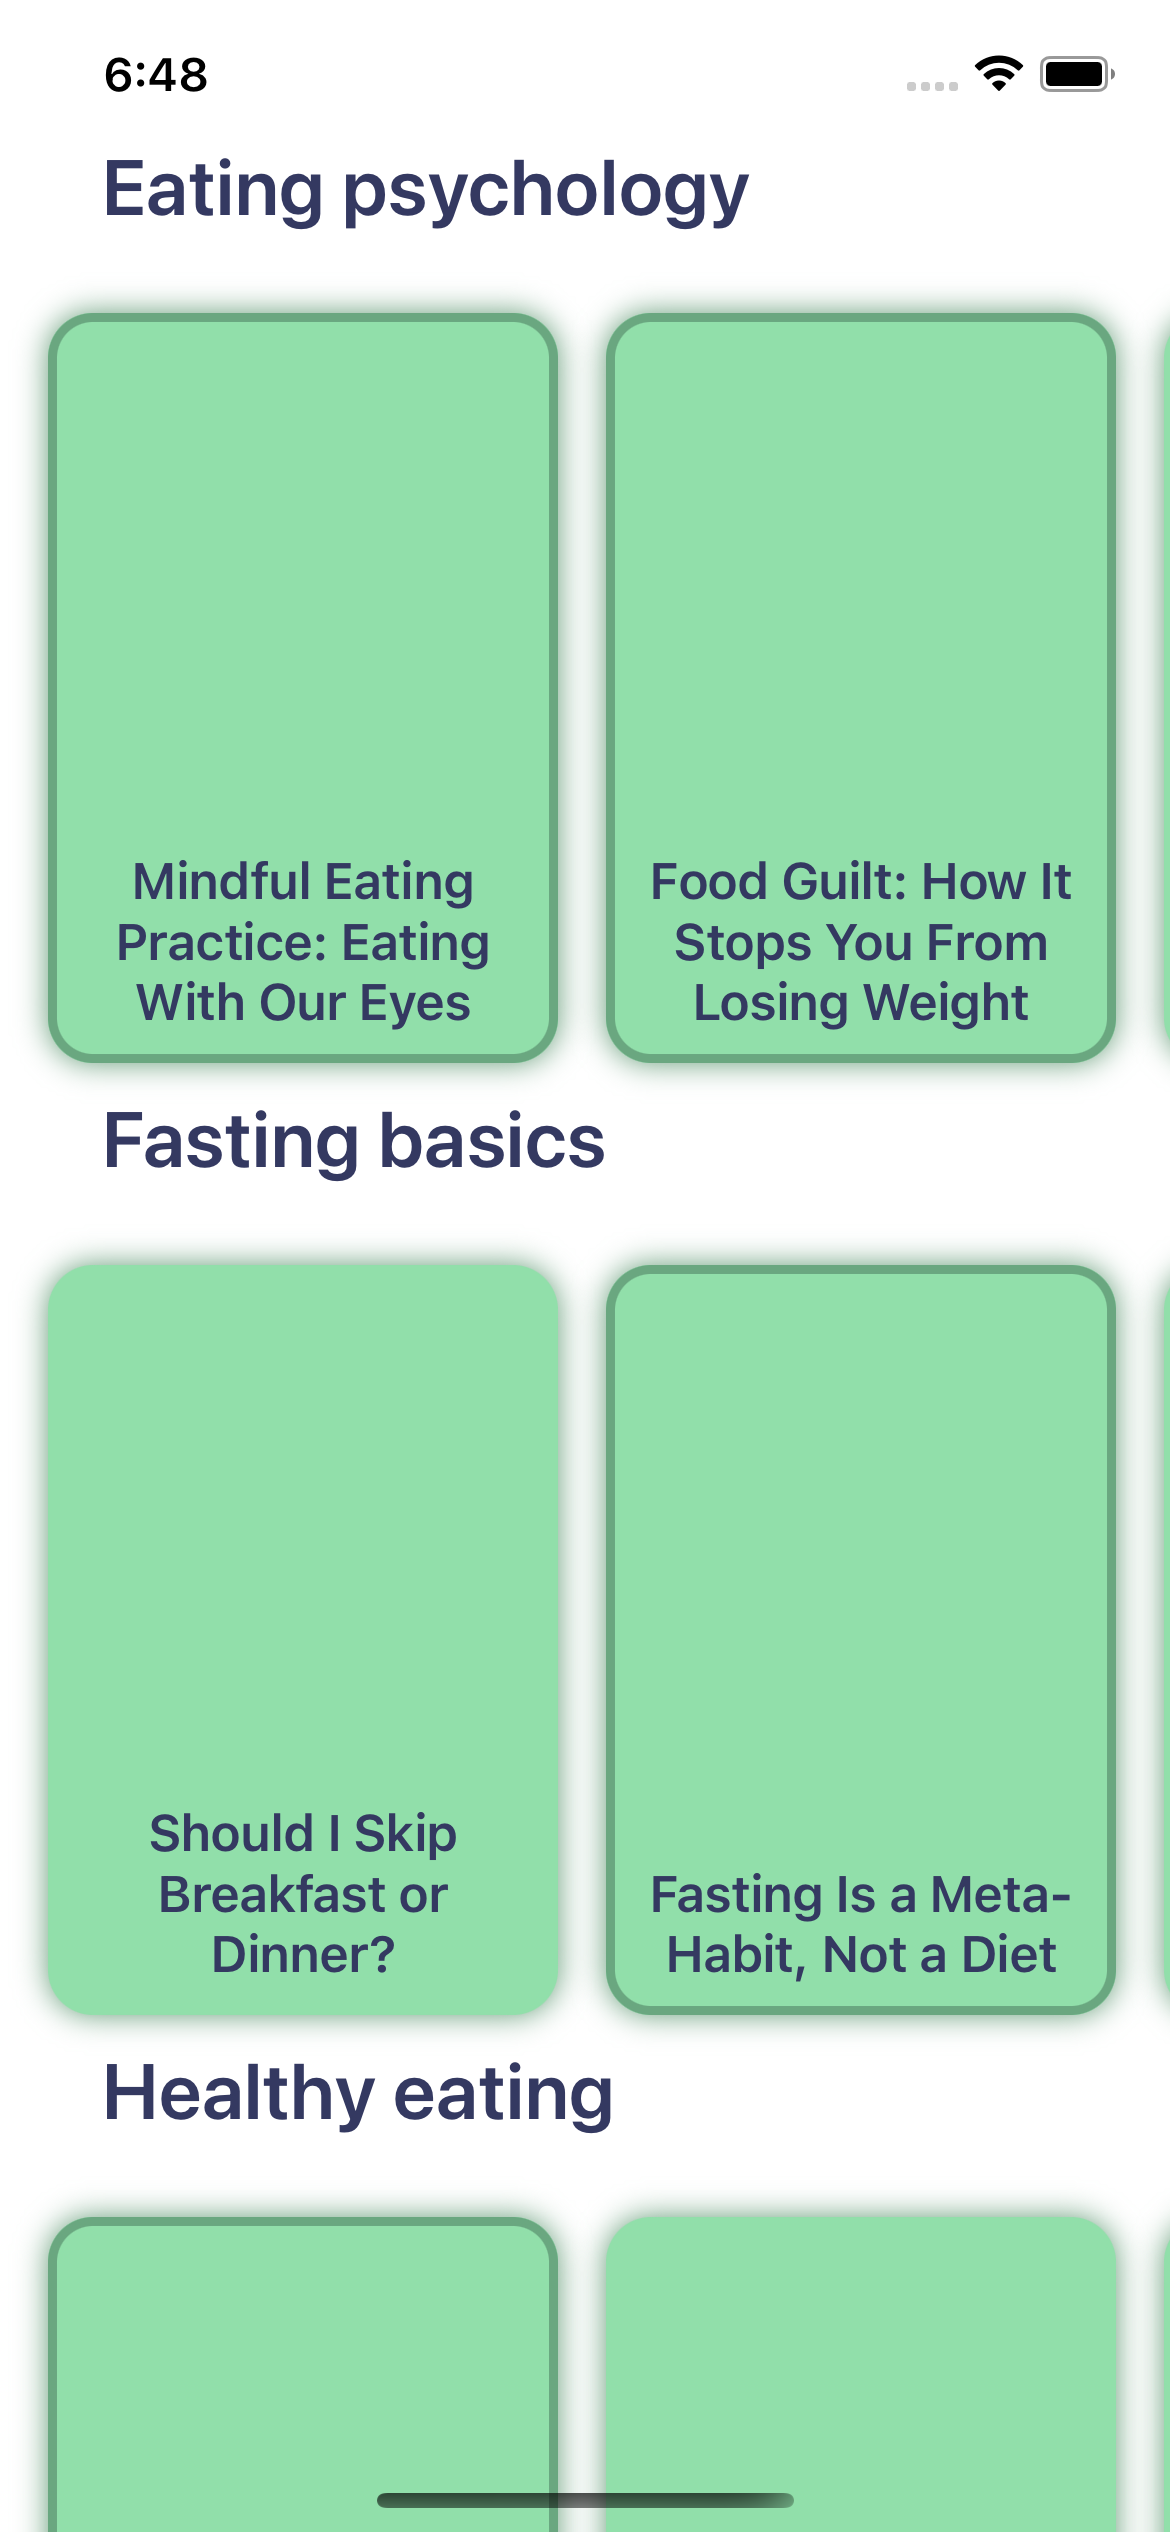 6:48
Eating psychology
Mindful Eating
Practice: Eating
With Our Eyes
Food Guilt: How It
Stops You From
Losing Weight
Fasting basics
Should I Skip
Breakfast or
Dinner?
Fasting Is a Meta-
Habit, Not a Diet
Healthy eating